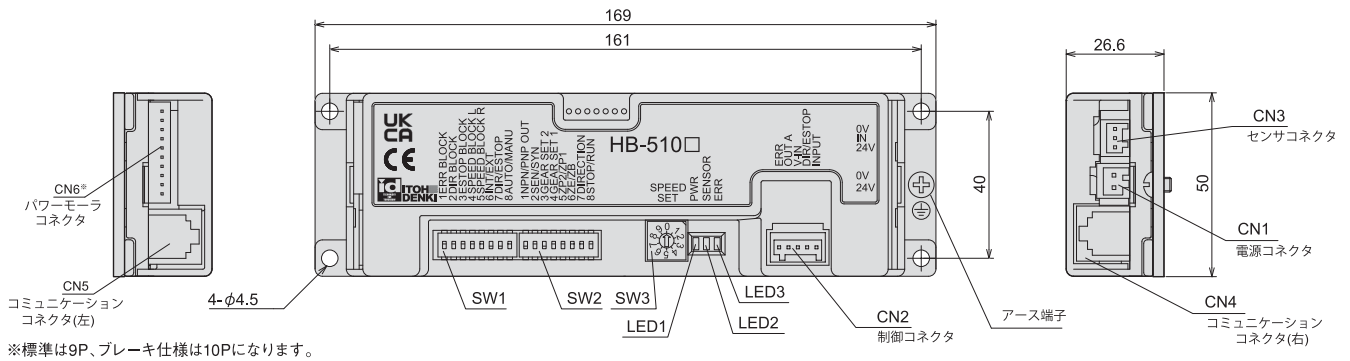 169
161
26.6
UK
CA
CE
ITOH
DENKI
1ERR BLOCK
2DIR BLOCK
3ESTOP BLOCK
4SPEED BLOCK L
5SPEED BLOCK R
6INT/EXT
7DIR/ESTOP
8AUTO/MANU
1NPN/PNP OUT
2SEN/SYN
3GEAR SET 2
4GEAR SET 1
5ZP2/ZP1
6ZE/ZB
7DIRECTION
8STOP/RUN
HB-510□
SPEED
SET
PWR
SENSOR
ERR
ERR
OUT A
V-IN
DIR/ESTOP
INPUT
0V
IN
24V
0V
24V
40
50
CN6※
パワーモーラ
コネクタ
CN5
コミュニケーション
コネクタ(左)
4-φ4.5
SW1
SW2
SW3
LED1
LED2
LED3
CN2
制御コネクタ
アース端子
CN3
センサコネクタ
CN1
電源コネクタ
CN4
コミュニケーション
コネクタ(右)
※標準は9P、ブレーキ仕様は10Pになります。